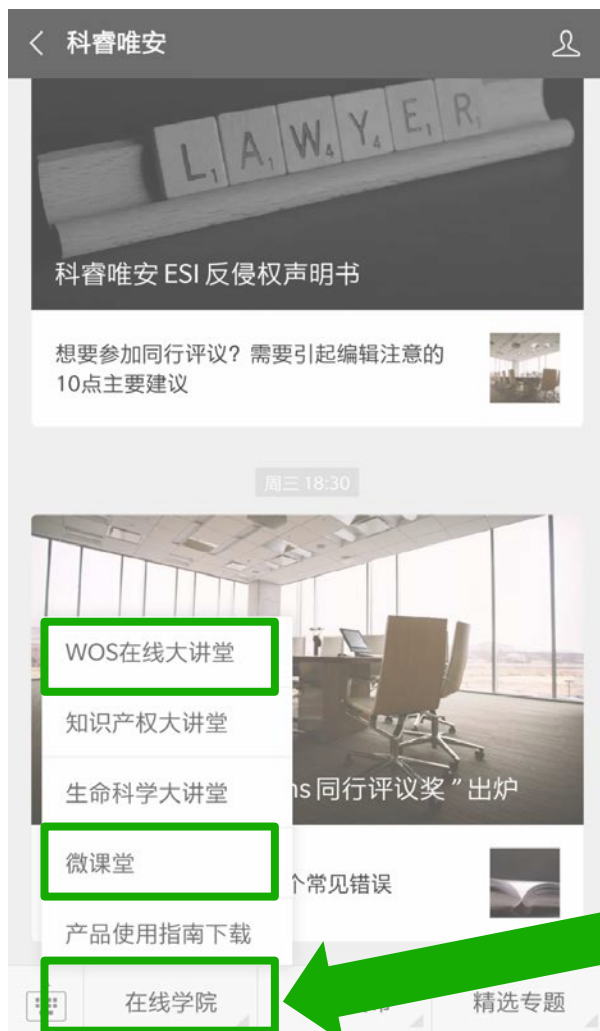 科睿唯安
LAWYER
科睿唯安 ESI 反侵权声明书
想要参加同行评议？需要引起编辑注意的
10点主要建议
周三 18:30
WOS在线大讲堂
知识产权大讲堂
生命科学大讲堂
ns 同行评议奖”出炉
微课堂
个常见错误
产品使用指南下载
在线学院
精选专题